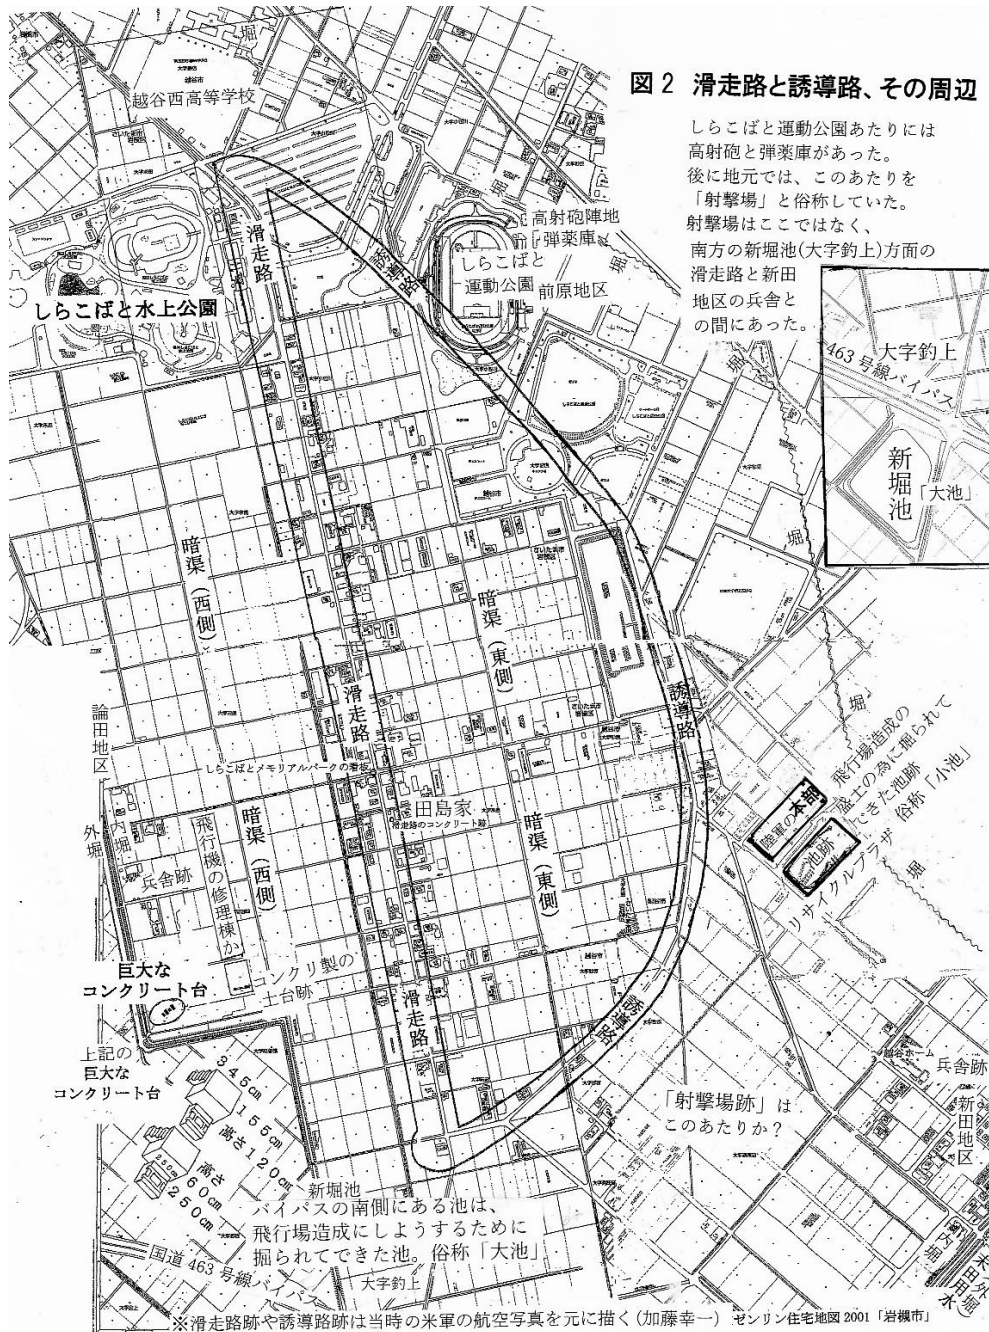 図2 滑走路と誘導路、その周辺
しらこばと運動公園あたりには
高射砲と弾薬庫があった。
後に地元では、このあたりを
「射撃場」と俗称していた。
射撃場はここではなく、
南方の新堀池(大字釣上)方面の
滑走路と新田
地区の兵舎と
の間にあった。
堀
越谷西高等学校
滑走路
誘導路
高射砲陣地
弾薬庫
堀
しらこばと
運動公園
前原地区
堀
しらこばと水上公園
大字釣上
463号線バイパス
新堀池
「大池」
堀
堀
暗渠(西側)
暗渠(東側)
滑走路
誘導路
論田地区
しらこばとメモリアルパークの看板
田島家
滑走路のコンクリート跡
堀
飛行場造成の
盛土の為に掘られて
できた池跡
俗称「小池」
陸軍の本部
池跡
リサイクルプラザ
堀
外堀
内堀
兵舎跡
飛行機の修理棟か
暗渠(西側)
暗渠(東側)
巨大な
コンクリート台
コンクリ製の
土台跡
滑走路
誘導路
上記の
巨大な
コンクリート台
345cm
155cm
高さ120cm
250cm
高さ
60cm
250cm
越谷ホーム
兵舎跡
新田地区
「射撃場跡」は
このあたりか?
新堀池
バイパスの南側にある池は、
飛行場造成にしようするために
掘られてできた池。俗称「大池」
国道463号線バイパス
大字釣上
末田用水
外堀
※滑走路跡や誘導路跡は当時の米軍の航空写真を元に描く(加藤幸一) ゼンリン住宅地図2001「岩槻市」